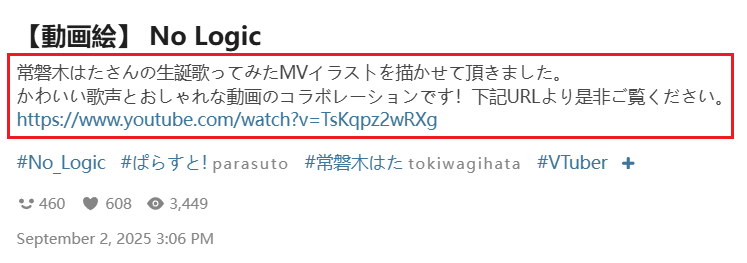 【動画絵】 No Logic
常磐木はたさんの生誕歌ってみたMVイラストを描かせて頂きました。
かわいい歌声とおしゃれな動画のコラボレーションです！下記URLより是非ご覧ください。
https://www.youtube.com/watch?v=TsKqpz2wRXg
#No_Logic #ぱらすと! parasuto #常磐木はた tokiwagihata #VTuber +
460 608 3,449
September 2, 2025 3:06 PM